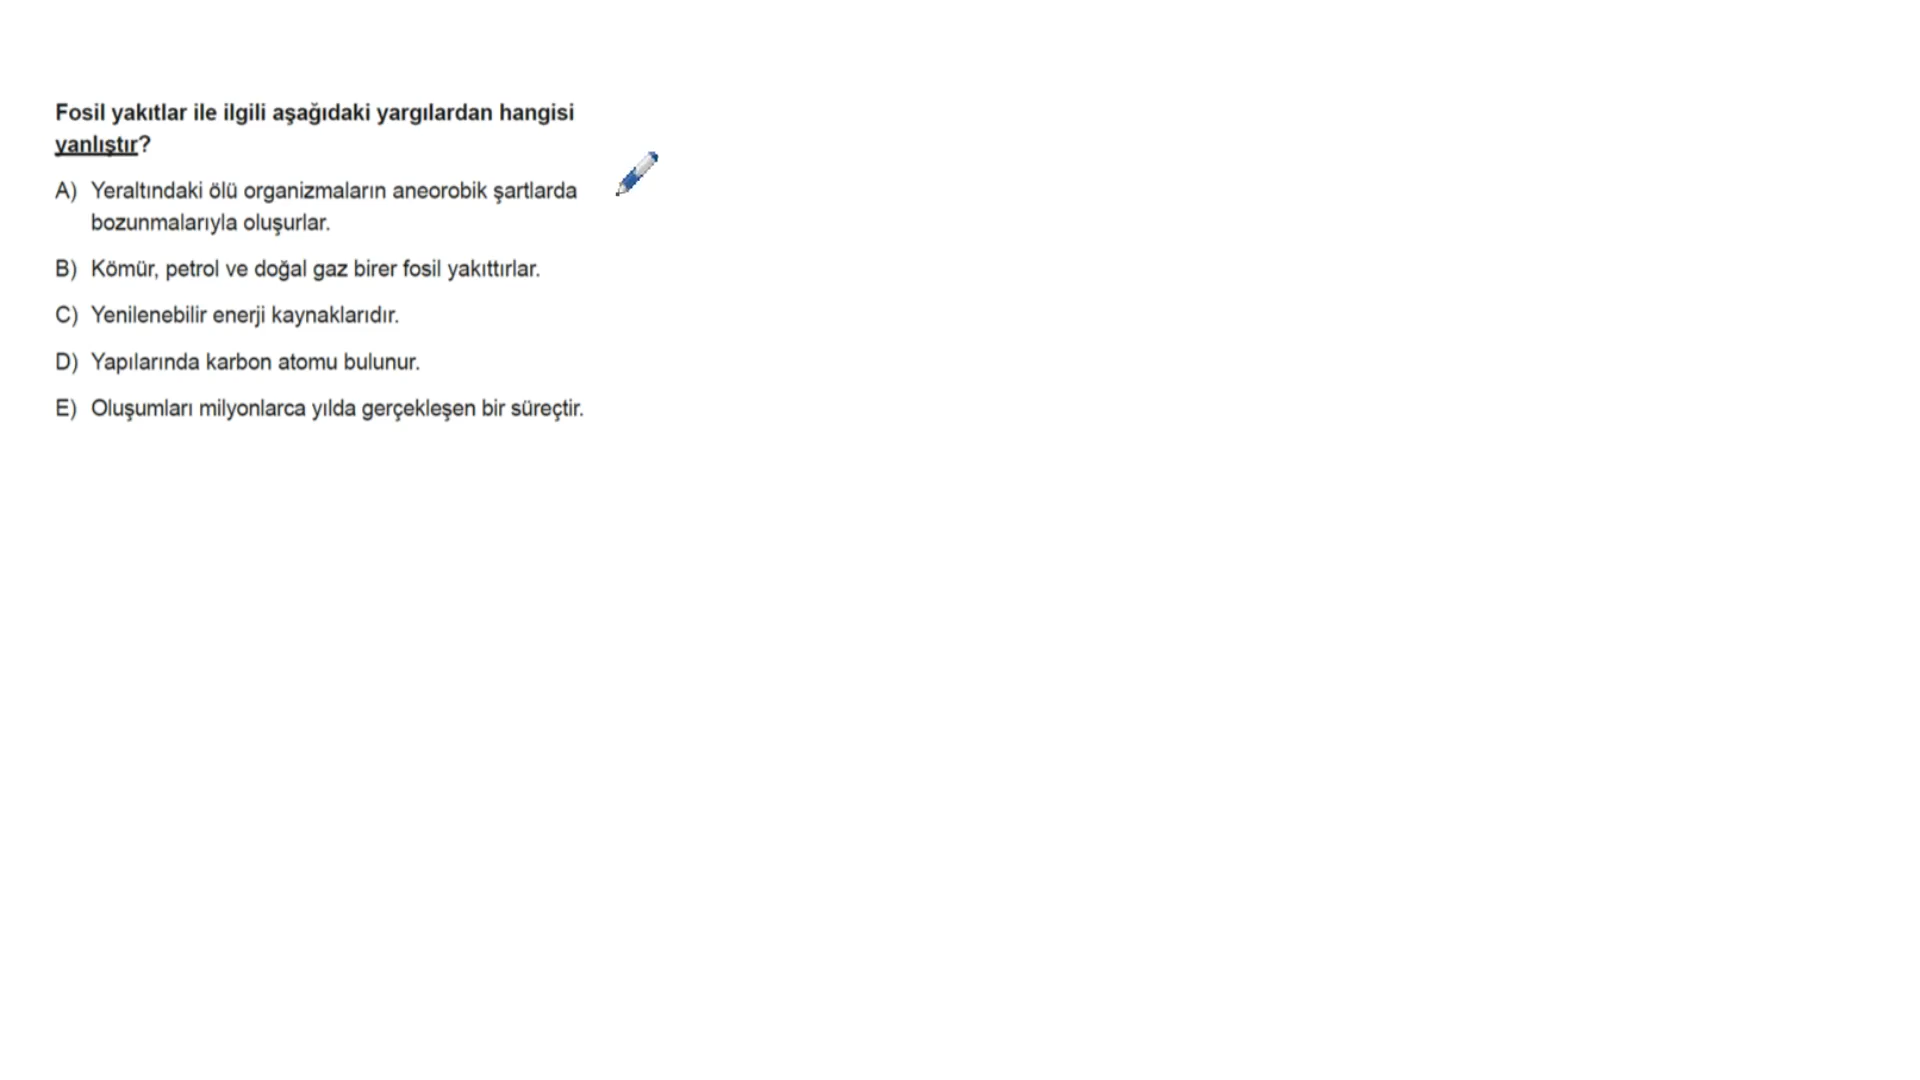 Fosil yakıtlar ile ilgili aşağıdaki yargılardan hangisi
yanlıştır?
A) Yeraltındaki ölü organizmaların aneorobik şartlarda
bozunmalarıyla oluşurlar.
B) Kömür, petrol ve doğal gaz birer fosil yakıttırlar.
C) Yenilenebilir enerji kaynaklarıdır.
D) Yapılarında karbon atomu bulunur.
E) Oluşumları milyonlarca yılda gerçekleşen bir süreçtir.